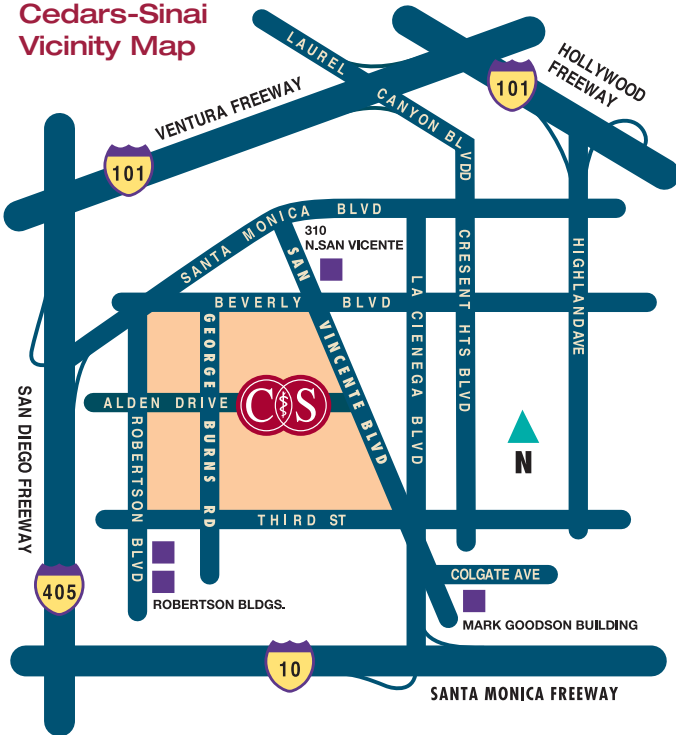 Cedars-Sinai
Vicinity Map
LAUREL CANYON BLVDD
HOLLYWOOD
FREEWAY
101
VENTURA FREEWAY
101
SANTA MONICA BLVD
310
N.SAN VICENTE
SAN VINCENTE BLVD
BEVERLY BLVD
GEORGE BURNS RD
LA CIENEGA BLVD
CRESENT HTS BLVD
HIGHLAND AVE
ALDEN DRIVE
CS
ROBERTSON BLVD
SAN DIEGO FREEWAY
N
THIRD ST
405
ROBERTSON BLDGS.
COLGATE AVE
MARK GOODSON BUILDING
10
SANTA MONICA FREEWAY